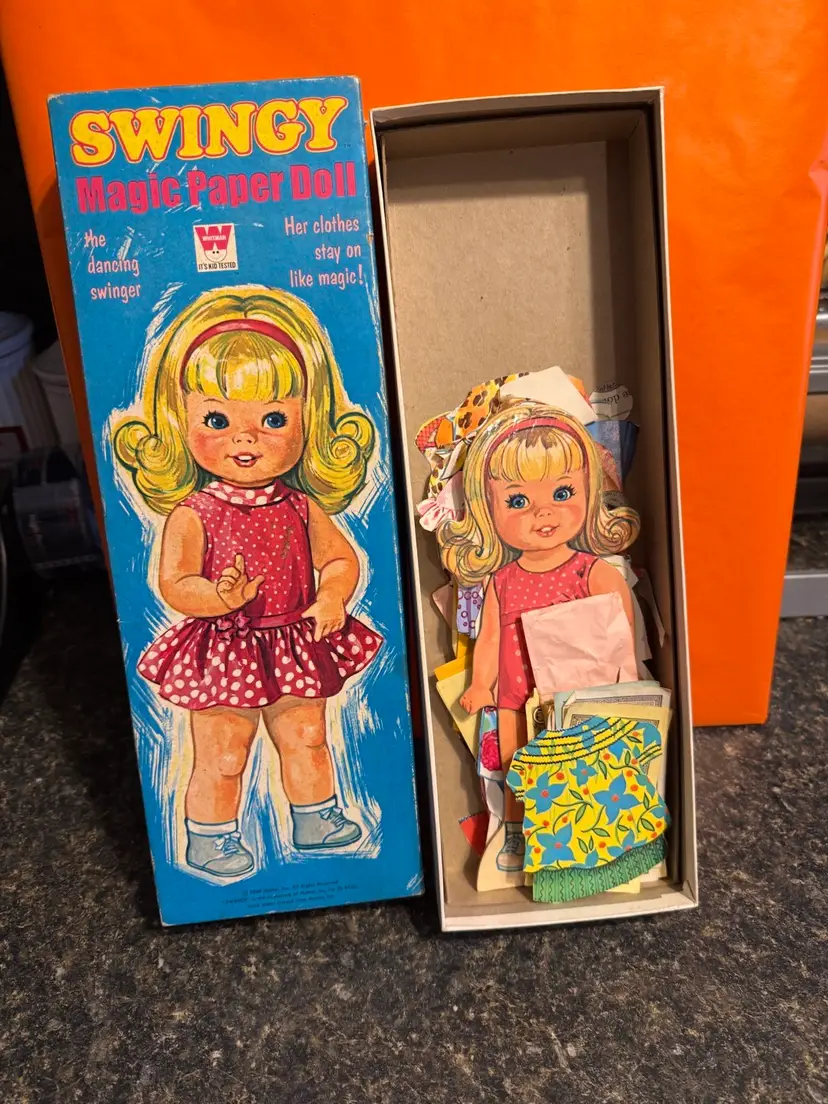 SWINGY
Magic Paper Doll
the
dancing
swinger
WHITMAN
IT'S KID TESTED
Her clothes
stay on
like magic!